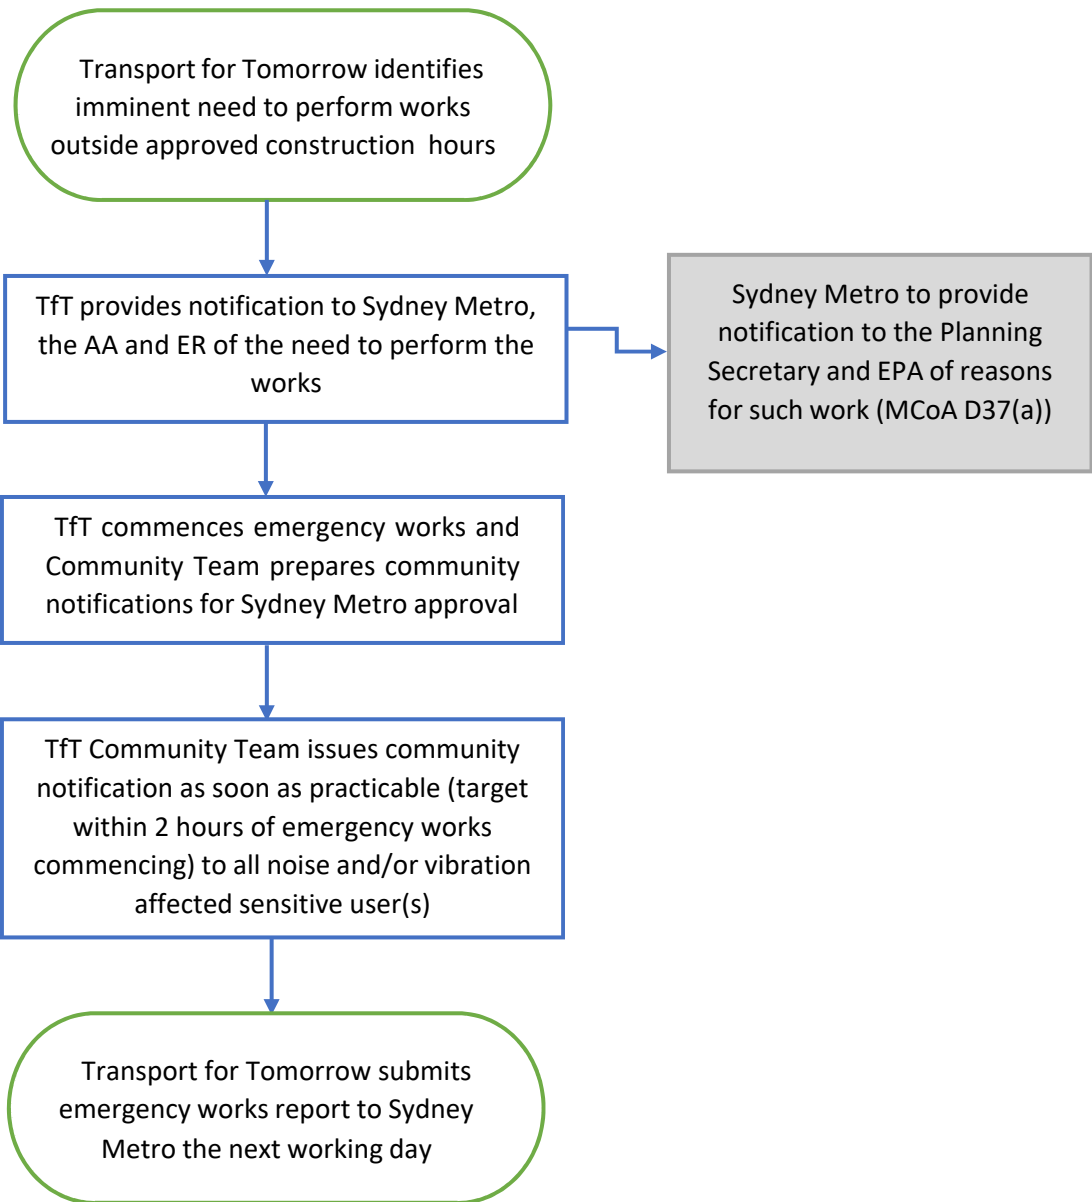 Transport for Tomorrow identifies
imminent need to perform works
outside approved construction hours
TfT provides notification to Sydney Metro,
the AA and ER of the need to perform the
works
Sydney Metro to provide
notification to the Planning
Secretary and EPA of reasons
for such work (MCoA D37(a))
TfT commences emergency works and
Community Team prepares community
notifications for Sydney Metro approval
TfT Community Team issues community
notification as soon as practicable (target
within 2 hours of emergency works
commencing) to all noise and/or vibration
affected sensitive user(s)
Transport for Tomorrow submits
emergency works report to Sydney
Metro the next working day